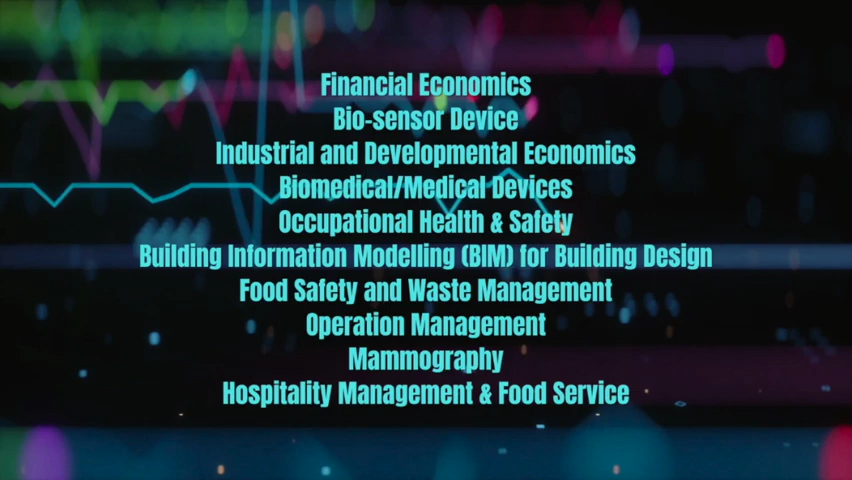 Financial Economics
Bio-sensor Device
Industrial and Developmental Economics
Biomedical/Medical Devices
Occupational Health & Safety
Building Information Modelling (BIM) for Building Design
Food Safety and Waste Management
Operation Management
Mammography
Hospitality Management & Food Service